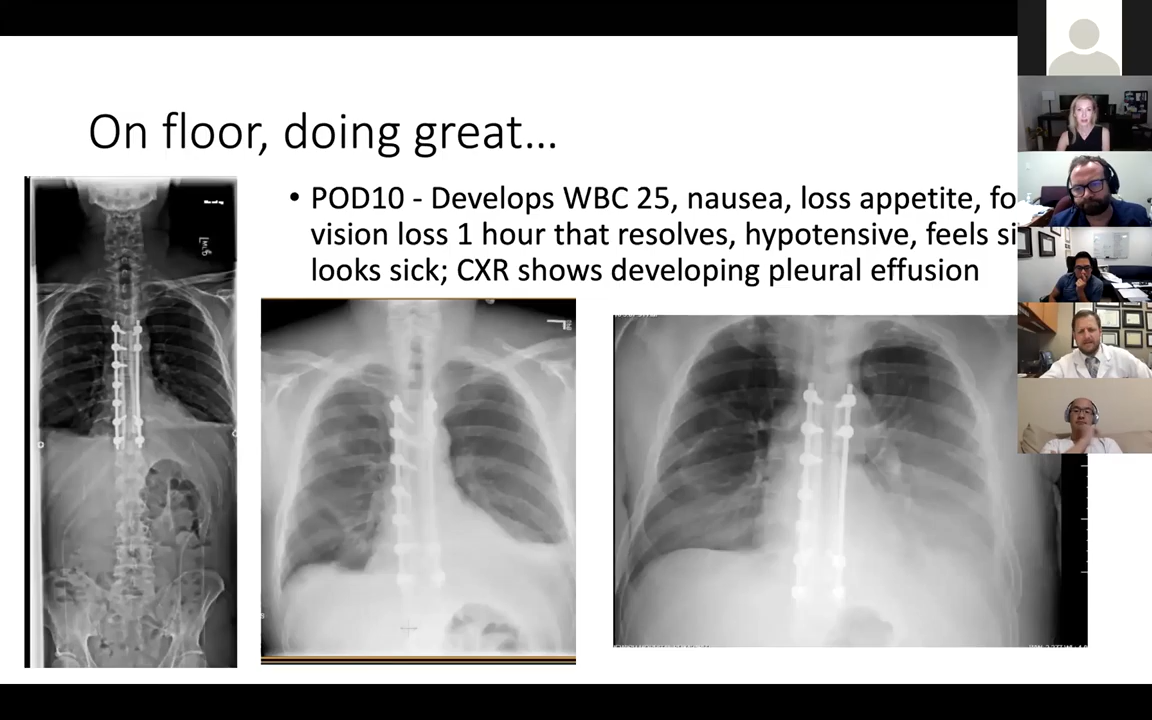 On floor, doing great...
• POD10 - Develops WBC 25, nausea, loss appetite, fo
vision loss 1 hour that resolves, hypotensive, feels si
looks sick; CXR shows developing pleural effusion